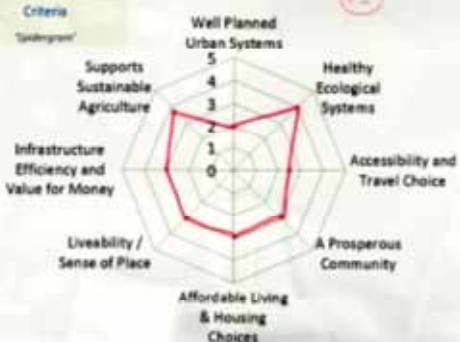 Criteria
"Spidergram"
Well Planned
Urban Systems
Healthy
Ecological
Systems
Accessibility and
Travel Choice
A Prosperous
Community
Affordable Living
& Housing
Choices
Liveability /
Sense of Place
Infrastructure
Efficiency and
Value for Money
Supports
Sustainable
Agriculture
5
4
3
2
1
0